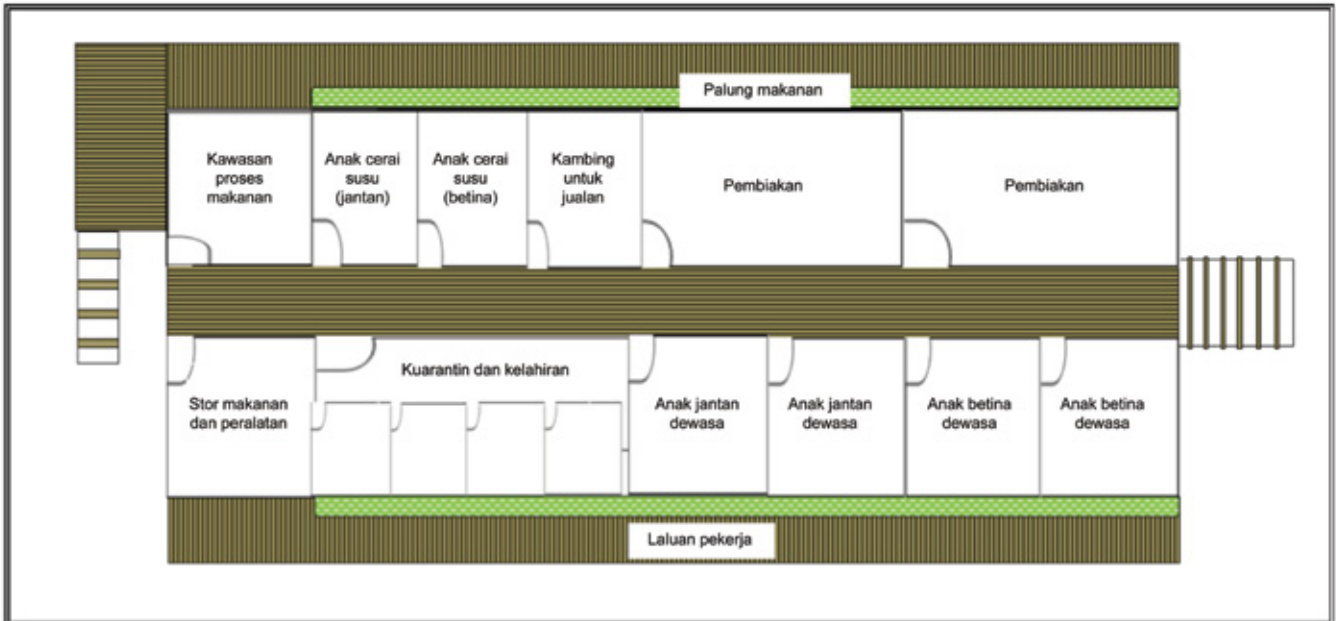 Palung makanan
Kawasan
proses
makanan
Anak cerai
susu
(jantan)
Anak cerai
susu
(betina)
Kambing
untuk
jualan
Pembiakan
Pembiakan
Stor makanan
dan peralatan
Kuarantin dan kelahiran
Anak jantan
dewasa
Anak jantan
dewasa
Anak betina
dewasa
Anak betina
dewasa
Laluan pekerja